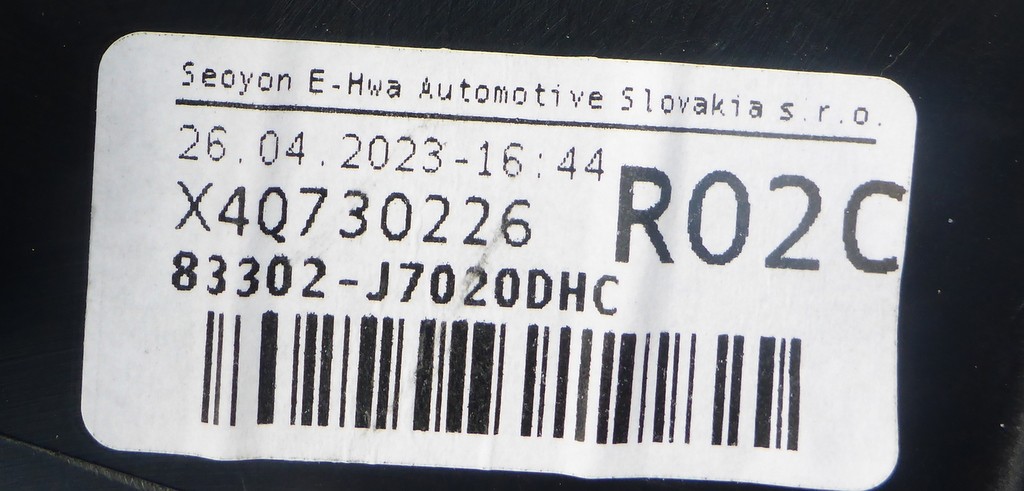 Seoyon E-Hwa Automotive Slovakia s.r.o.
26.04.2023-16:44
X4Q730226
R02C
83302-J7020DHC